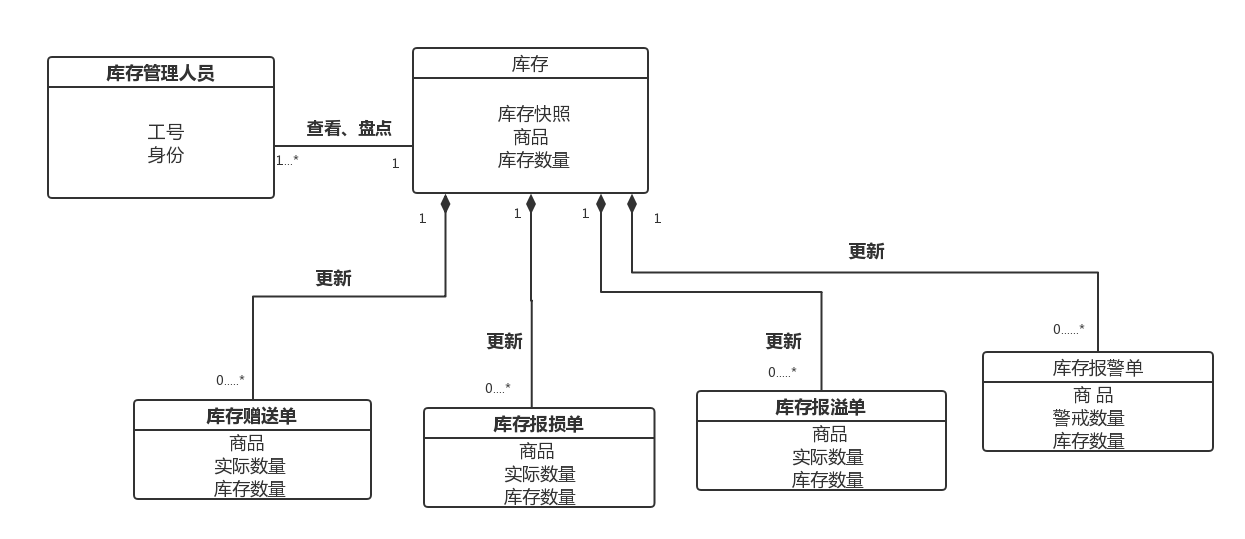 库存管理人员
工号
身份
查看、盘点
1...*
1
库存
库存快照
商品
库存数量
1
1
1
1
更新
更新
更新
更新
0.....*
0....*
0.....*
0......*
库存赠送单
商品
实际数量
库存数量
库存报损单
商品
实际数量
库存数量
库存报溢单
商品
实际数量
库存数量
库存报警单
商 品
警戒数量
库存数量